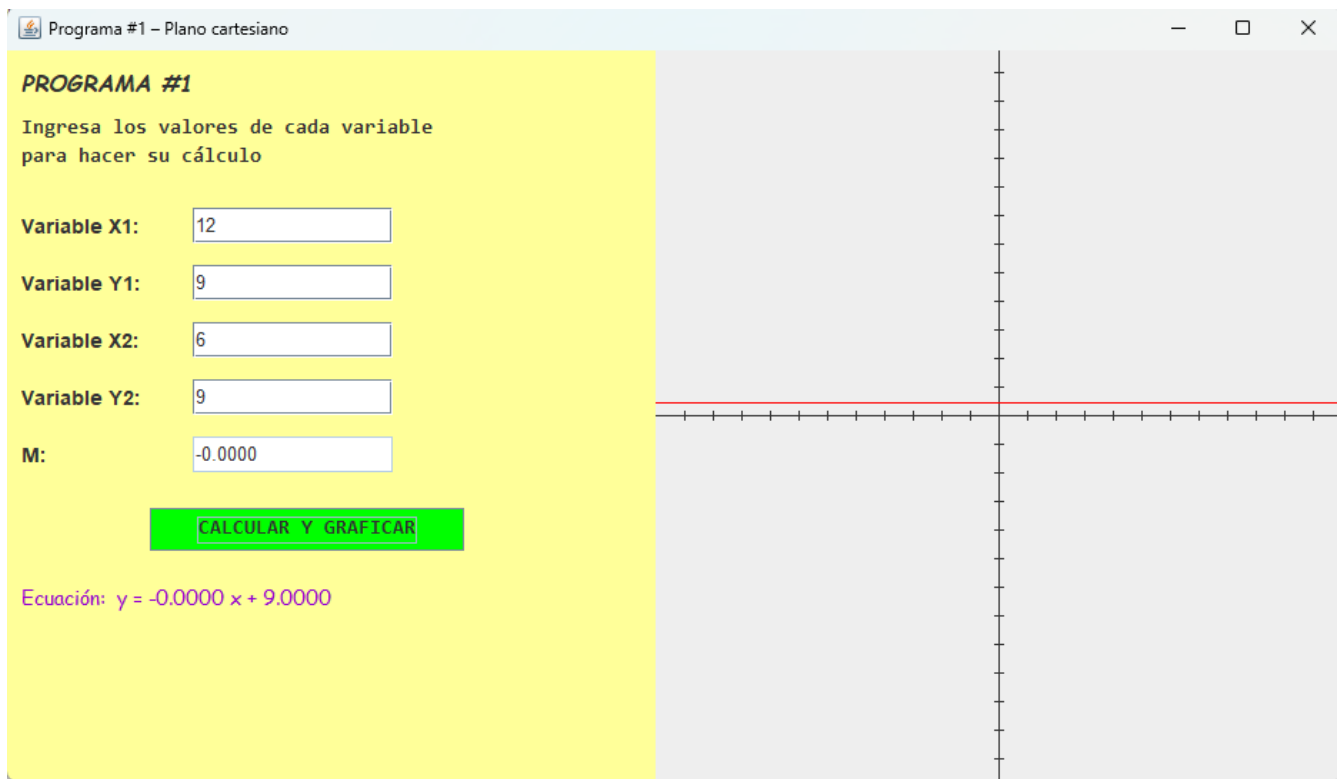 Programa #1 – Plano cartesiano
PROGRAMA #1
Ingresa los valores de cada variable
para hacer su cálculo
Variable X1: 12
Variable Y1: 9
Variable X2: 6
Variable Y2: 9
M: -0.0000
CALCULAR Y GRAFICAR
Ecuación: y = -0.0000 x + 9.0000